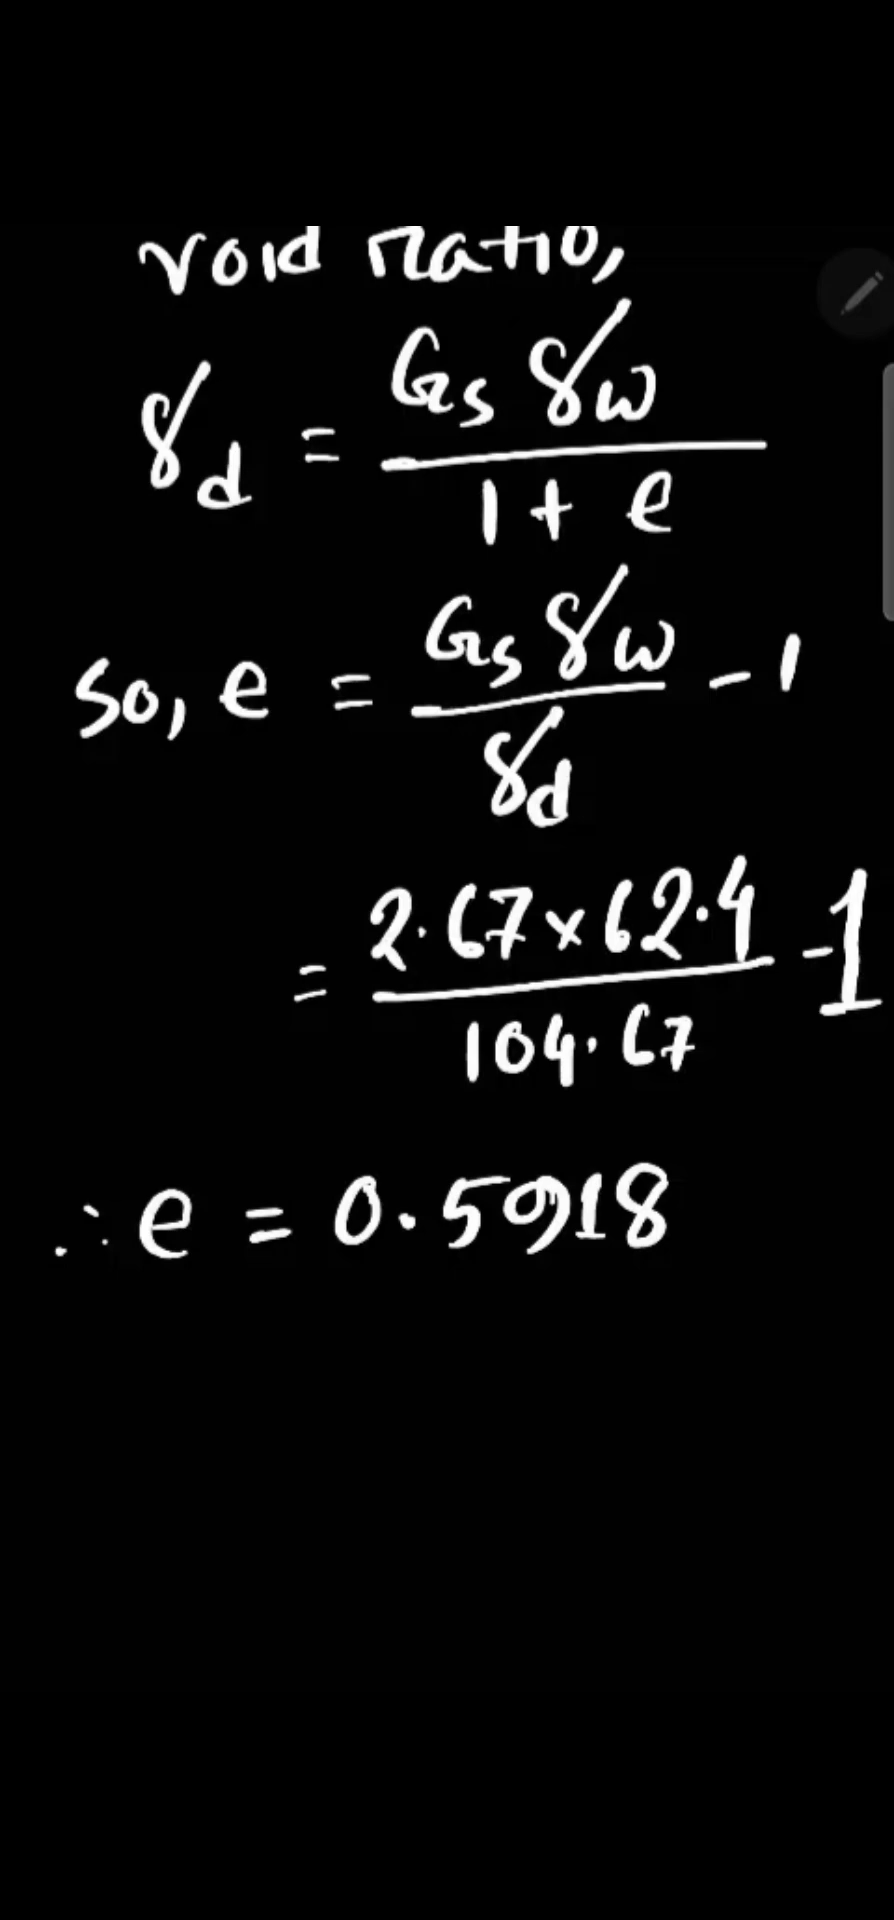 void ratio,
γd = Gs γw / 1 + e
so, e = Gs γw / γd - 1
= 2.67 × 62.4 / 104.67 - 1
∴ e = 0.5918